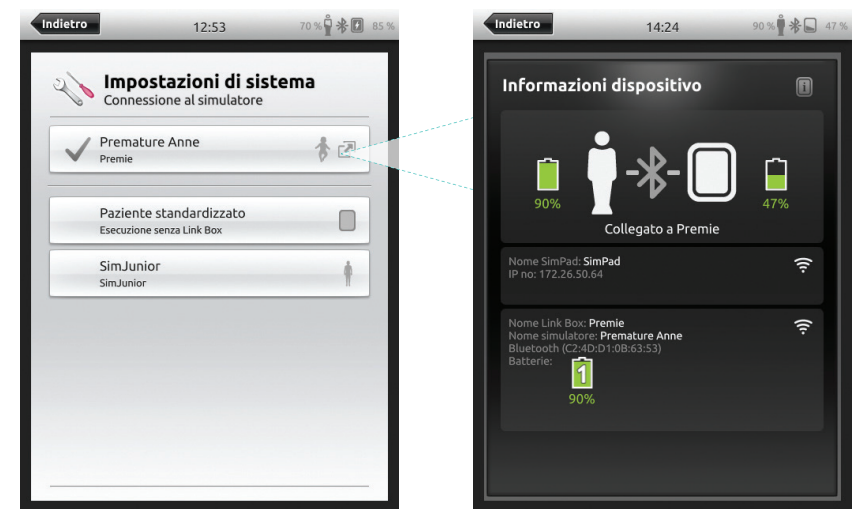 Indietro
12:53
70 %
85 %
Impostazioni di sistema
Connessione al simulatore
Premature Anne
Premie
Paziente standardizzato
Esecuzione senza Link Box
SimJunior
SimJunior
Indietro
14:24
90 %
47 %
Informazioni dispositivo
i
90%
47%
Collegato a Premie
Nome SimPad: SimPad
IP no: 172.26.50.64
Nome Link Box: Premie
Nome simulatore: Premature Anne
Bluetooth (C2:4D:D1:0B:63:53)
Batterie:
1
90%